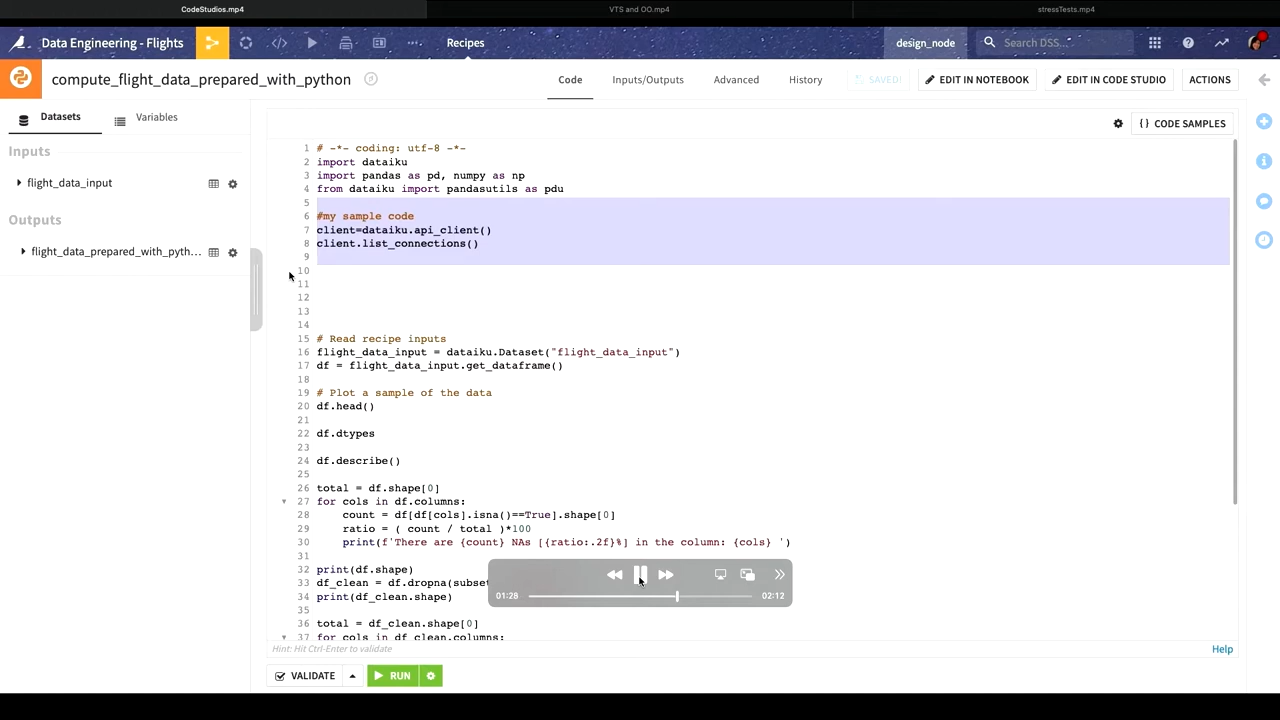 CodeStudios.mp4
VTS and OO.mp4
stressTests.mp4
Data Engineering - Flights
Recipes
design_node
Search DSS...
compute_flight_data_prepared_with_python
Code
Inputs/Outputs
Advanced
History
SAVED!
EDIT IN NOTEBOOK
EDIT IN CODE STUDIO
ACTIONS
Datasets
Variables
{ } CODE SAMPLES
Inputs
flight_data_input
Outputs
flight_data_prepared_with_pyth...
1 # -*- coding: utf-8 -*-
2 import dataiku
3 import pandas as pd, numpy as np
4 from dataiku import pandasutils as pdu
5
6 #my sample code
7 client=dataiku.api_client()
8 client.list_connections()
9
10
11
12
13
14
15 # Read recipe inputs
16 flight_data_input = dataiku.Dataset("flight_data_input")
17 df = flight_data_input.get_dataframe()
18
19 # Plot a sample of the data
20 df.head()
21
22 df.dtypes
23
24 df.describe()
25
26 total = df.shape[0]
27 for cols in df.columns:
28 count = df[df[cols].isna()==True].shape[0]
29 ratio = ( count / total )*100
30 print(f'There are {count} NAs [{ratio:.2f}%] in the column: {cols} ')
31
32 print(df.shape)
33 df_clean = df.dropna(subset
34 print(df_clean.shape)
35
36 total = df_clean.shape[0]
37 for cols in df_clean.columns:
01:28
02:12
Hint: Hit Ctrl-Enter to validate
Help
VALIDATE
RUN